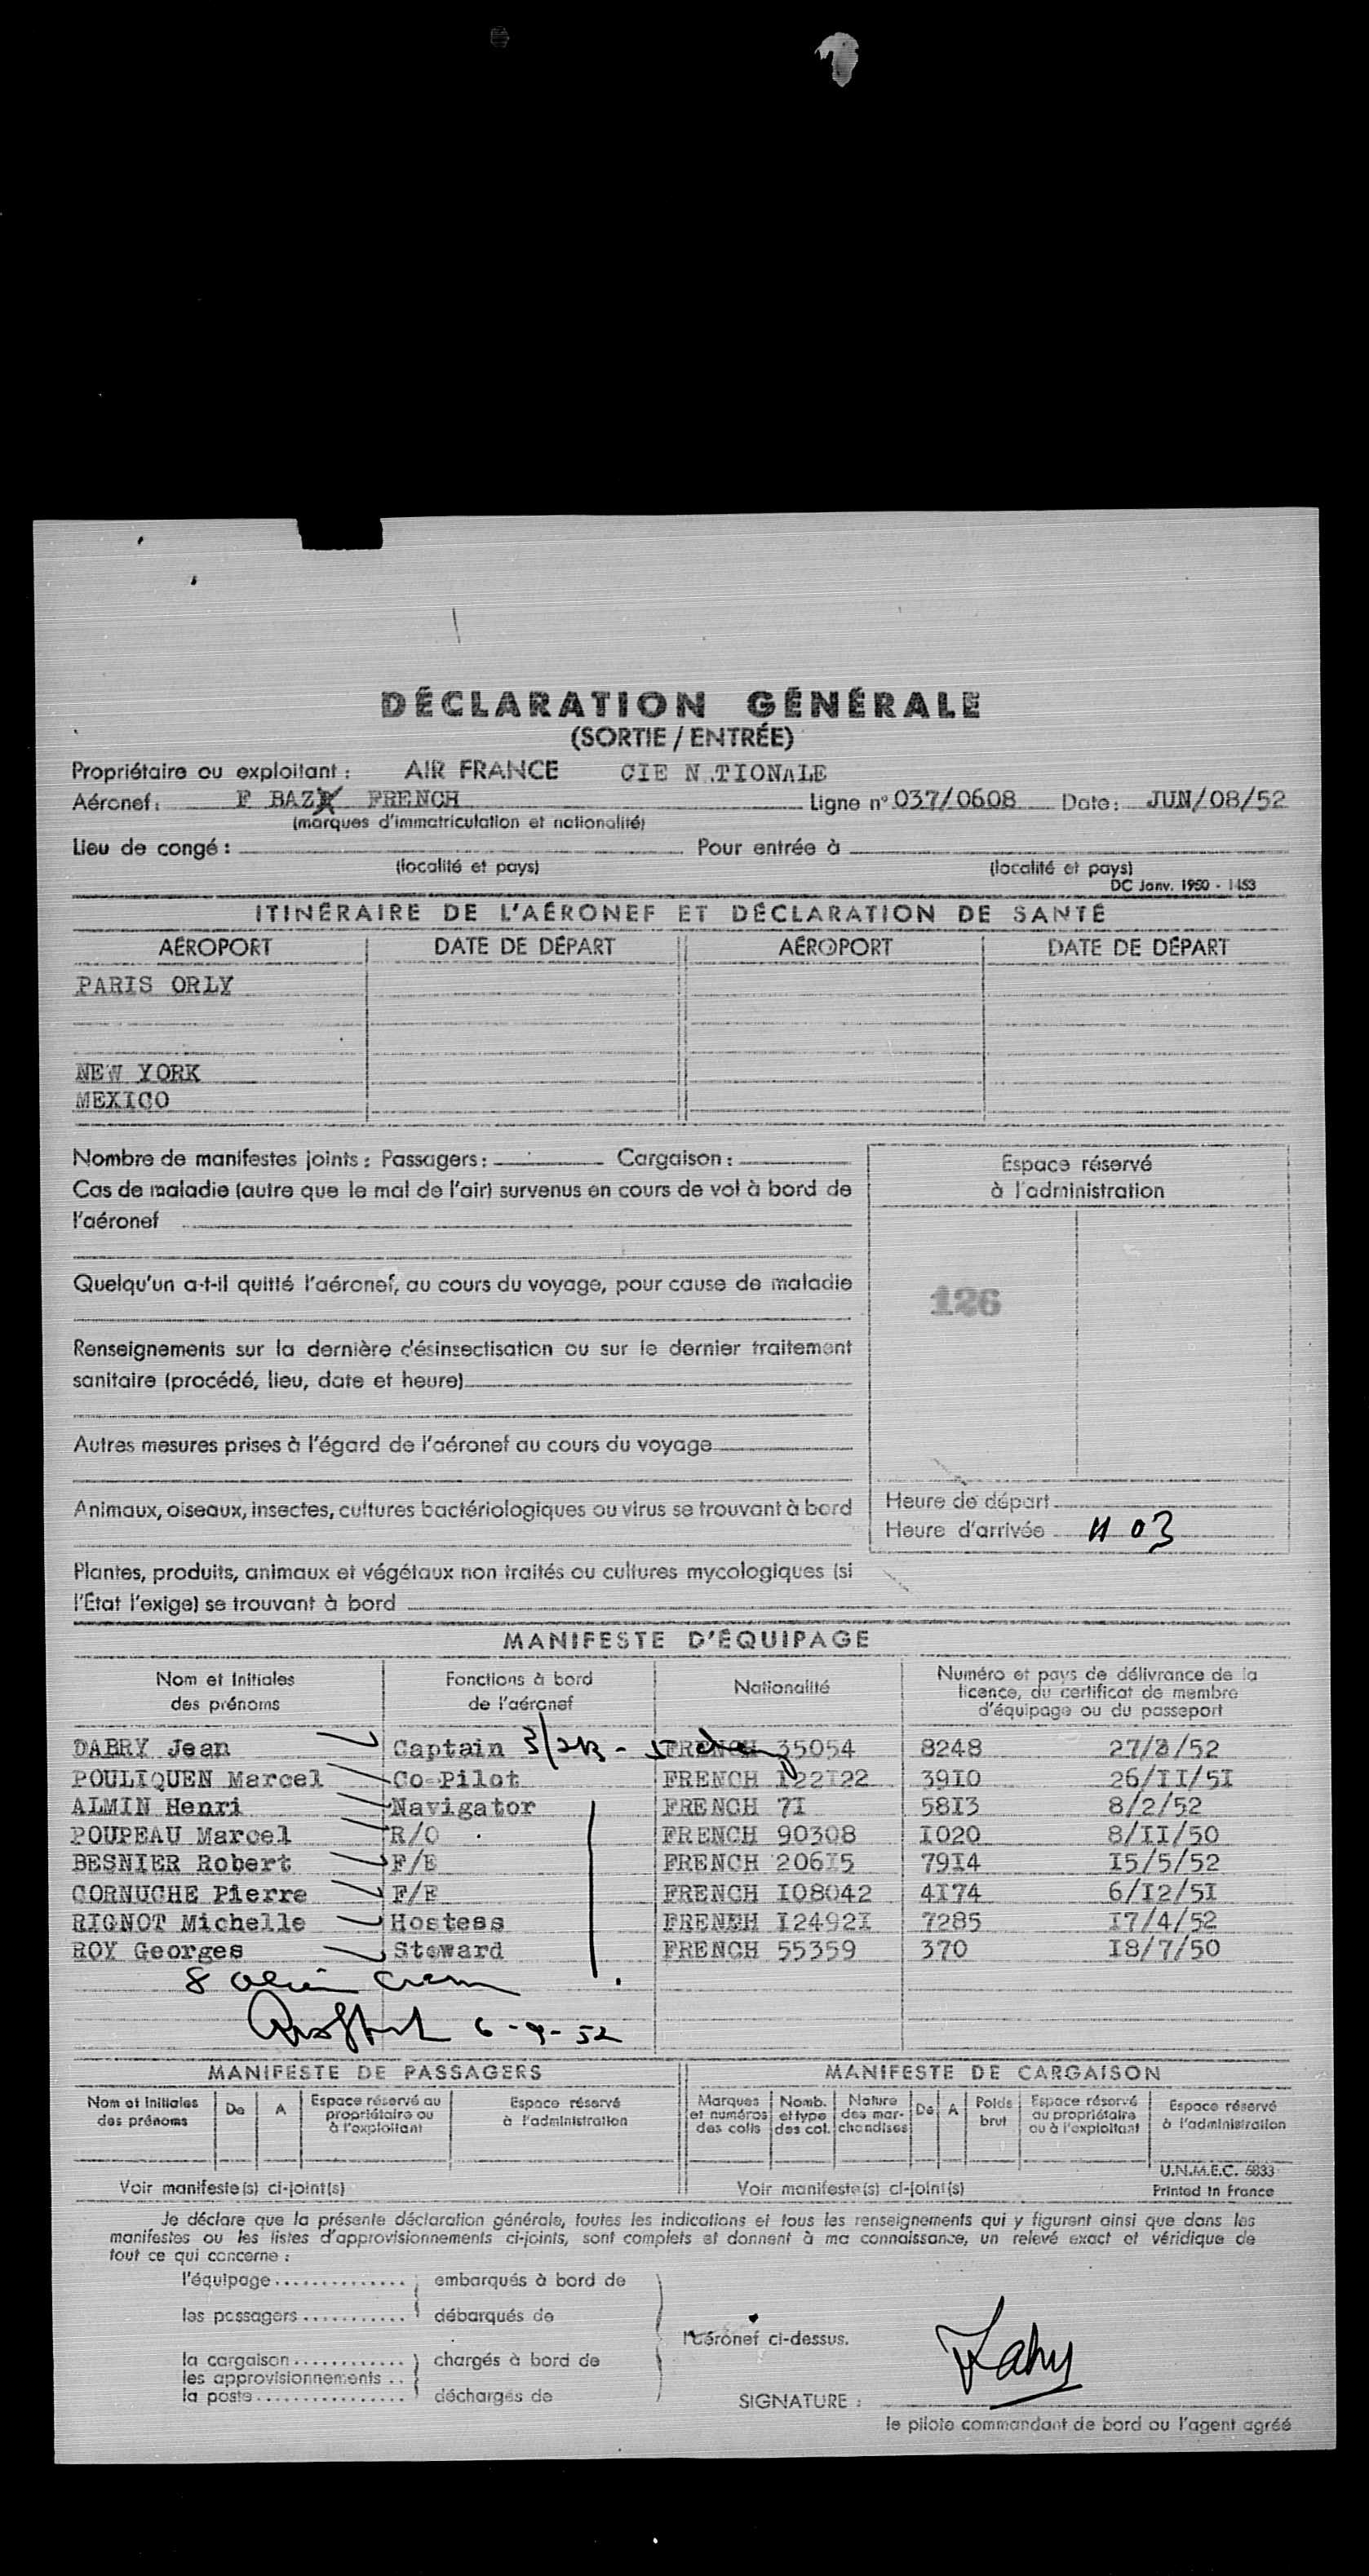 DÉCLARATION GÉNÉRALE
(SORTIE / ENTRÉE)
Propriétaire ou exploitant : AIR FRANCE CIE N.TIONALE
Aéronef : F BAZ FRENCH Ligne n° 037/0608 Date : JUN/08/52
(marques d'immatriculation et nationalité)
Lieu de congé : Pour entrée à
(localité et pays) (localité et pays)
DC Janv. 1950 - 1453
ITINÉRAIRE DE L'AÉRONEF ET DÉCLARATION DE SANTÉ
AÉROPORT DATE DE DÉPART AÉROPORT DATE DE DÉPART
PARIS ORLY
NEW YORK
MEXICO
Nombre de manifestes joints : Passagers : Cargaison :
Espace réservé
à l'administration
Cas de maladie (autre que le mal de l'air) survenus en cours de vol à bord de
l'aéronef
Quelqu'un a-t-il quitté l'aéronef, au cours du voyage, pour cause de maladie
126
Renseignements sur la dernière désinsectisation ou sur le dernier traitement
sanitaire (procédé, lieu, date et heure)
Autres mesures prises à l'égard de l'aéronef au cours du voyage
Animaux, oiseaux, insectes, cultures bactériologiques ou virus se trouvant à bord
Heure de départ
Heure d'arrivée 11 03
Plantes, produits, animaux et végétaux non traités ou cultures mycologiques (si
l'État l'exige) se trouvant à bord
MANIFESTE D'ÉQUIPAGE
Nom et Initiales des prénoms Fonctions à bord de l'aéronef Nationalité Numéro et pays de délivrance de la licence, du certificat de membre d'équipage ou du passeport
DABRY Jean Captain FRENCH 35054 8248 27/3/52
POULIQUEN Marcel Co-Pilot FRENCH 122122 39I0 26/II/5I
ALMIN Henri Navigator FRENCH 7I 58I3 8/2/52
POUPEAU Marcel R/O FRENCH 90308 I020 8/II/50
BESNIER Robert F/E FRENCH 206I5 79I4 I5/5/52
CORNUCHE Pierre F/E FRENCH I08042 4I74 6/I2/5I
RIGNOT Michelle Hostess FRENEH I2492I 7285 I7/4/52
ROY Georges Steward FRENCH 55359 370 I8/7/50
8 alien crem
6-9-52
MANIFESTE DE PASSAGERS MANIFESTE DE CARGAISON
Nom et Initiales des prénoms De A Espace réservé au propriétaire ou à l'exploitant Espace réservé à l'administration Marques et numéros des colis Nomb. et type des col. Nature des marchandises De A Poids brut Espace réservé au propriétaire ou à l'exploitant Espace réservé à l'administration
U.N.M.E.C. 5833
Voir manifeste(s) ci-joint(s) Voir manifeste(s) ci-joint(s) Printed in France
Je déclare que la présente déclaration générale, toutes les indications et tous les renseignements qui y figurent ainsi que dans les
manifestes ou les listes d'approvisionnements ci-joints, sont complets et donnent à ma connaissance, un relevé exact et véridique de
tout ce qui concerne :
l'équipage embarqués à bord de
les passagers débarqués de
l'aéronef ci-dessus.
la cargaison chargés à bord de
les approvisionnements
la poste déchargés de
SIGNATURE :
le pilote commandant de bord ou l'agent agréé